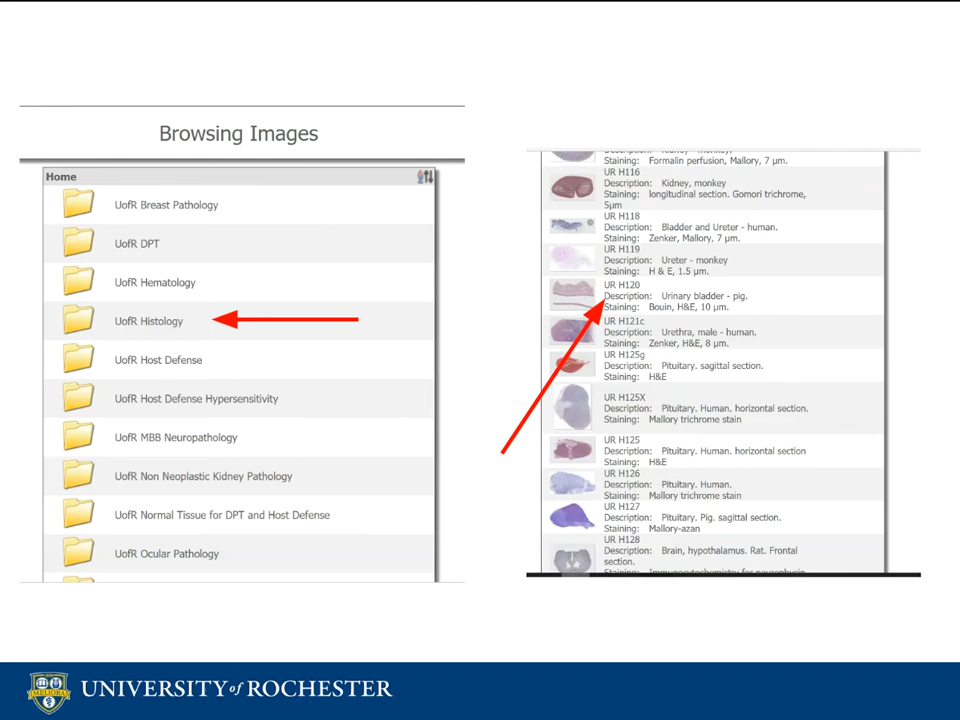 Browsing Images
Home
UofR Breast Pathology
UofR DPT
UofR Hematology
UofR Histology
UofR Host Defense
UofR Host Defense Hypersensitivity
UofR MBB Neuropathology
UofR Non Neoplastic Kidney Pathology
UofR Normal Tissue for DPT and Host Defense
UofR Ocular Pathology
Description: Kidney - monkey.
Staining: Formalin perfusion, Mallory, 7 µm.
UR H116
Description: Kidney, monkey
Staining: longitudinal section. Gomori trichrome,
5µm
UR H118
Description: Bladder and Ureter - human.
Staining: Zenker, Mallory, 7 µm.
UR H119
Description: Ureter - monkey
Staining: H & E, 1.5 µm.
UR H120
Description: Urinary bladder - pig.
Staining: Bouin, H&E, 10 µm.
UR H121c
Description: Urethra, male - human.
Staining: Zenker, H&E, 8 µm.
UR H125g
Description: Pituitary. sagittal section.
Staining: H&E
UR H125X
Description: Pituitary. Human. horizontal section.
Staining: Mallory trichrome stain
UR H125
Description: Pituitary. Human. horizontal section
Staining: H&E
UR H126
Description: Pituitary. Human.
Staining: Mallory trichrome stain
UR H127
Description: Pituitary. Pig. sagittal section.
Staining: Mallory-azan
UR H128
Description: Brain, hypothalamus. Rat. Frontal
section.
Staining: Immunocytochemistry for neurophysin
MELIORA
UNIVERSITY of ROCHESTER